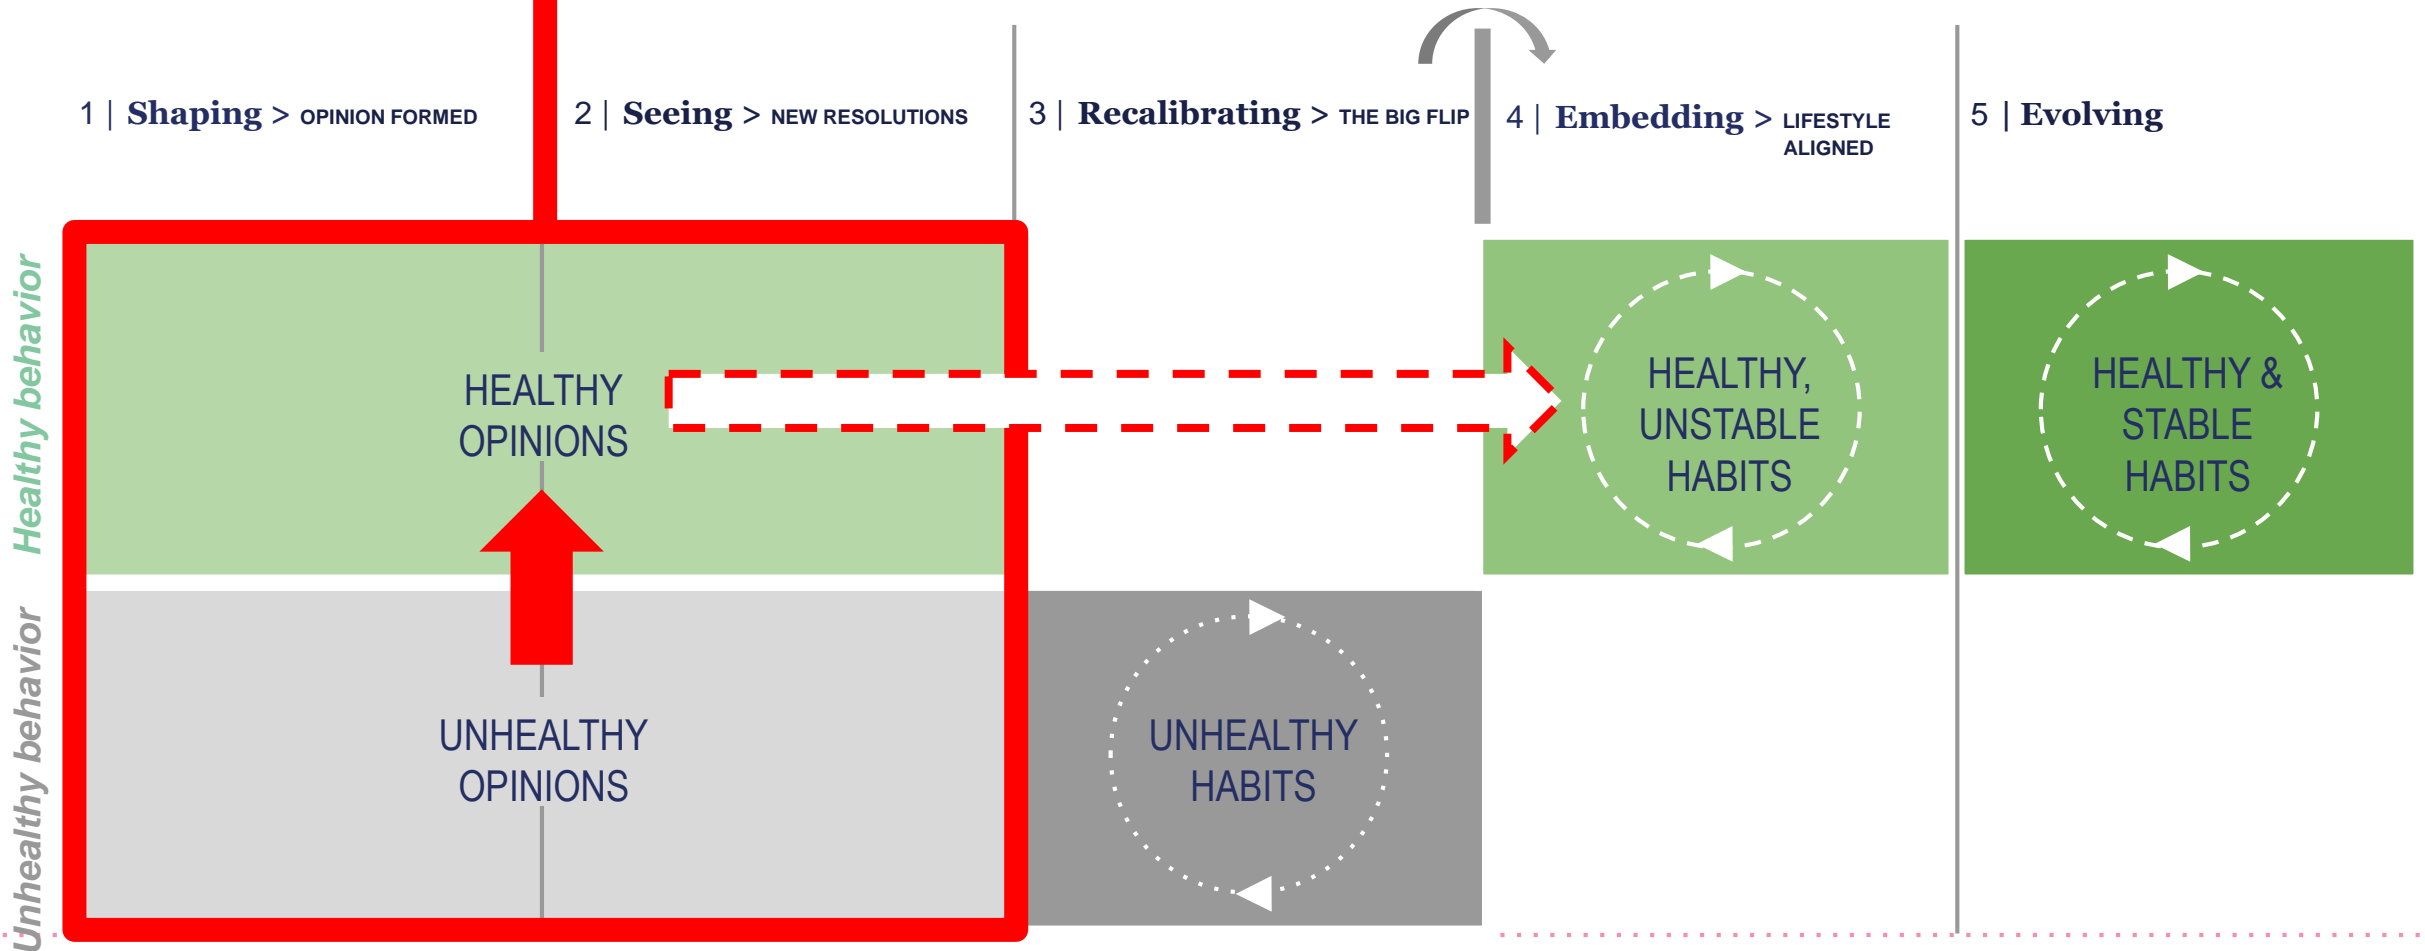 1 | Shaping > OPINION FORMED
2 | Seeing > NEW RESOLUTIONS
3 | Recalibrating > THE BIG FLIP
4 | Embedding > LIFESTYLE
ALIGNED
5 | Evolving
Healthy behavior
HEALTHY
OPINIONS
HEALTHY,
UNSTABLE
HABITS
HEALTHY &
STABLE
HABITS
Unhealthy behavior
UNHEALTHY
OPINIONS
UNHEALTHY
HABITS